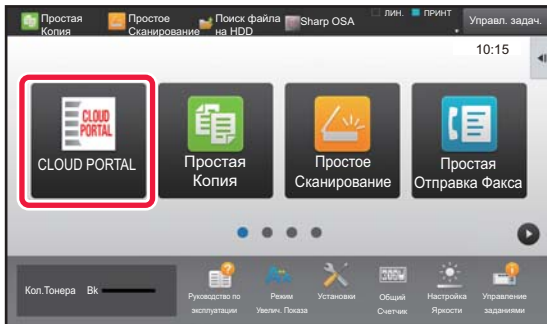 Простая
Копия
Простое
Сканирование
Поиск файла
на HDD
Sharp OSA
ЛИН.
ПРИНТ
Управл. задач.
10:15
CLOUD
PORTAL
CLOUD PORTAL
Простая
Копия
Простое
Сканирование
Простая
Отправка Факса
Кол.Тонера Bk
Руководство по
эксплуатации
Режим
Увелич. Показа
Установки
Общий
Счетчик
Настройка
Яркости
Управление
заданиями